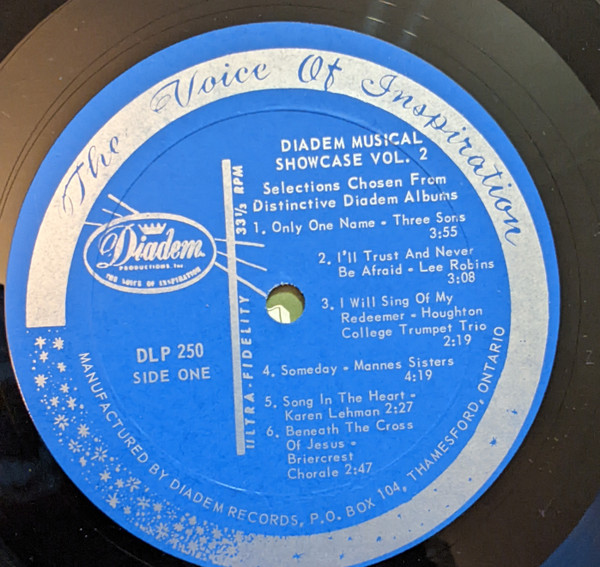 The Voice Of Inspiration
DIADEM MUSICAL
SHOWCASE VOL. 2
Selections Chosen From
Distinctive Diadem Albums
1. Only One Name - Three Sons
3:55
2. I'll Trust And Never
Be Afraid - Lee Robins
3:08
3. I Will Sing Of My
Redeemer - Houghton
College Trumpet Trio
2:19
4. Someday - Mannes Sisters
4:19
5. Song In The Heart -
Karen Lehman 2:27
6. Beneath The Cross
Of Jesus -
Briercrest
Chorale 2:47
Diadem
PRODUCTIONS, Inc.
THE VOICE OF INSPIRATION
DLP 250
SIDE ONE
ULTRA-FIDELITY 33⅓ RPM
MANUFACTURED BY DIADEM RECORDS, P.O. BOX 104, THAMESFORD, ONTARIO